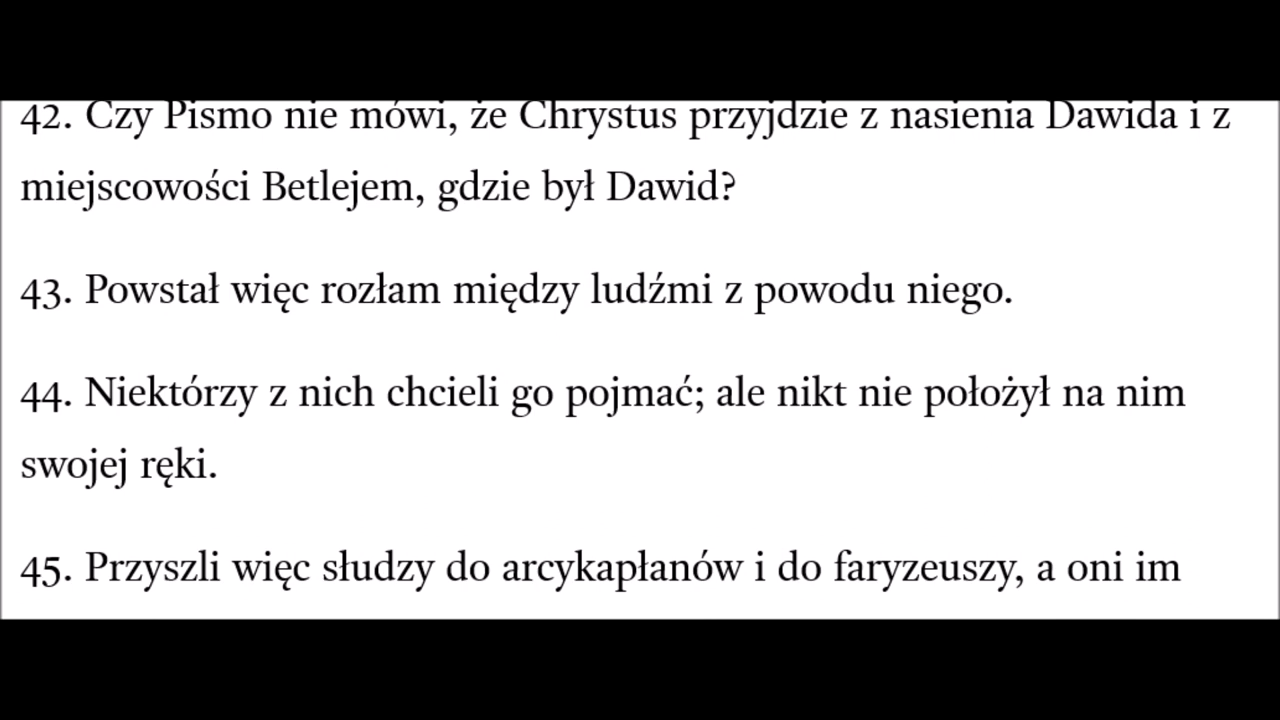 42. Czy Pismo nie mówi, że Chrystus przyjdzie z nasienia Dawida i z
miejscowości Betlejem, gdzie był Dawid?
43. Powstał więc rozłam między ludźmi z powodu niego.
44. Niektórzy z nich chcieli go pojmać; ale nikt nie położył na nim
swojej ręki.
45. Przyszli więc słudzy do arcykapłanów i do faryzeuszy, a oni im